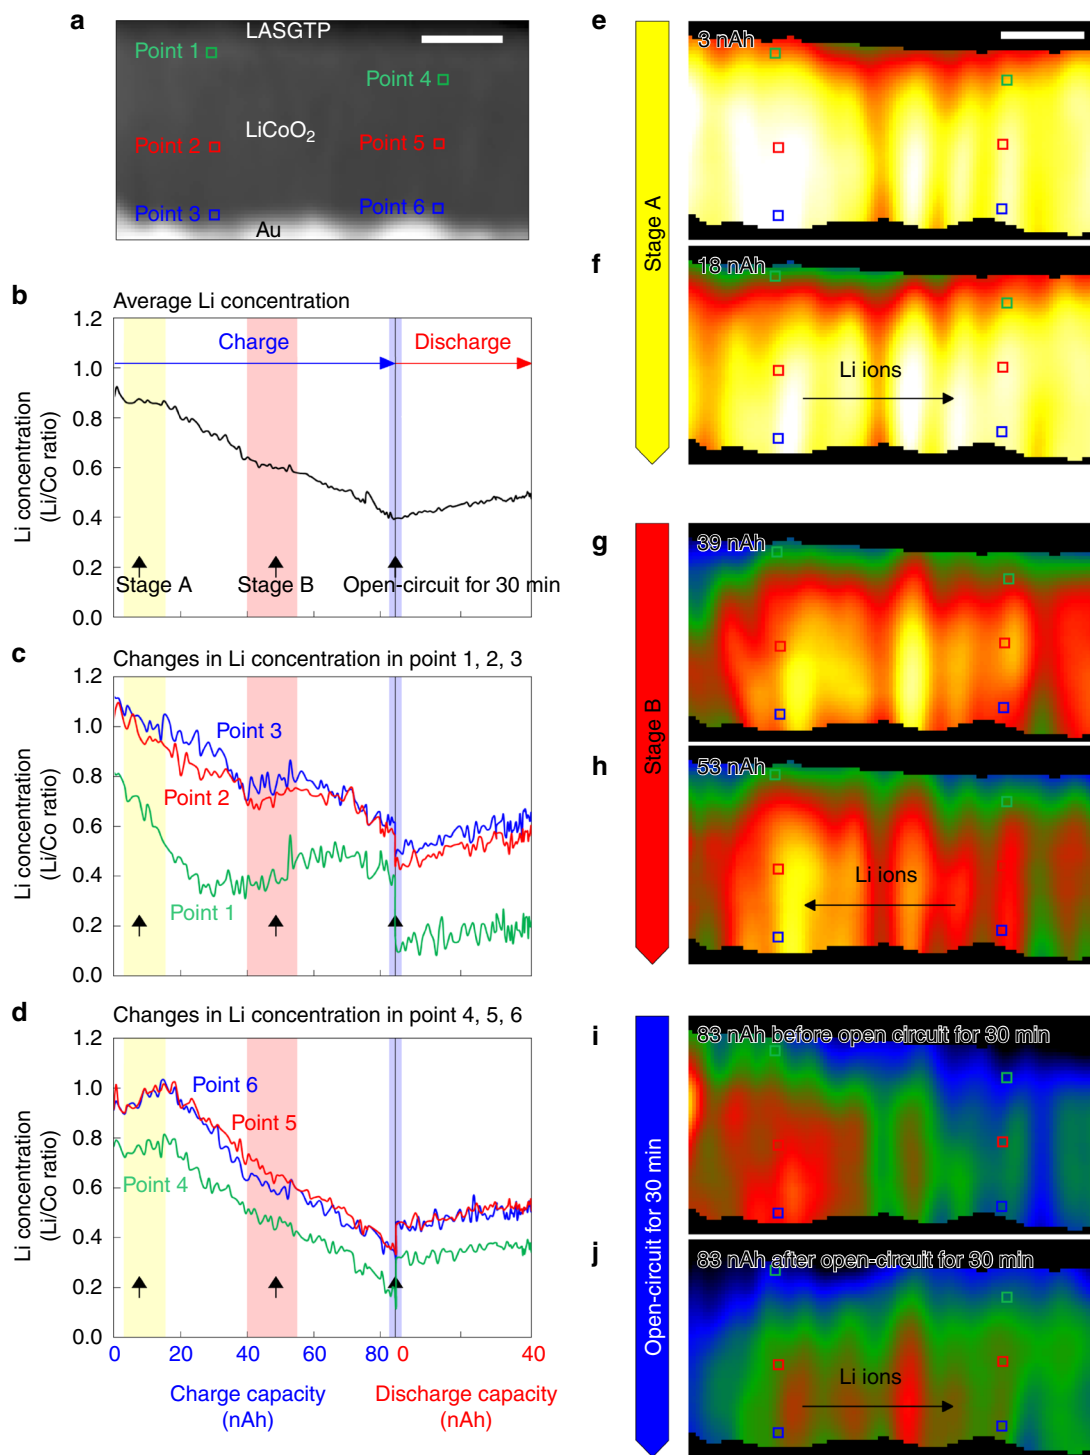 a
LASGTP
Point 1
Point 4
LiCoO2
Point 2
Point 5
Point 3
Point 6
Au
b
Average Li concentration
1.2
1.0
0.8
0.6
0.4
0.2
0.0
Li concentration
(Li/Co ratio)
Charge
Discharge
Stage A
Stage B
Open-circuit for 30 min
c
Changes in Li concentration in point 1, 2, 3
1.2
1.0
0.8
0.6
0.4
0.2
0.0
Li concentration
(Li/Co ratio)
Point 3
Point 2
Point 1
d
Changes in Li concentration in point 4, 5, 6
1.2
1.0
0.8
0.6
0.4
0.2
0.0
Li concentration
(Li/Co ratio)
Point 6
Point 5
Point 4
0 20 40 60 80 0 40
Charge capacity
(nAh)
Discharge capacity
(nAh)
Stage A
e
3 nAh
f
18 nAh
Li ions
Stage B
g
39 nAh
h
53 nAh
Li ions
Open-circuit for 30 min
i
83 nAh before open circuit for 30 min
j
83 nAh after open-circuit for 30 min
Li ions